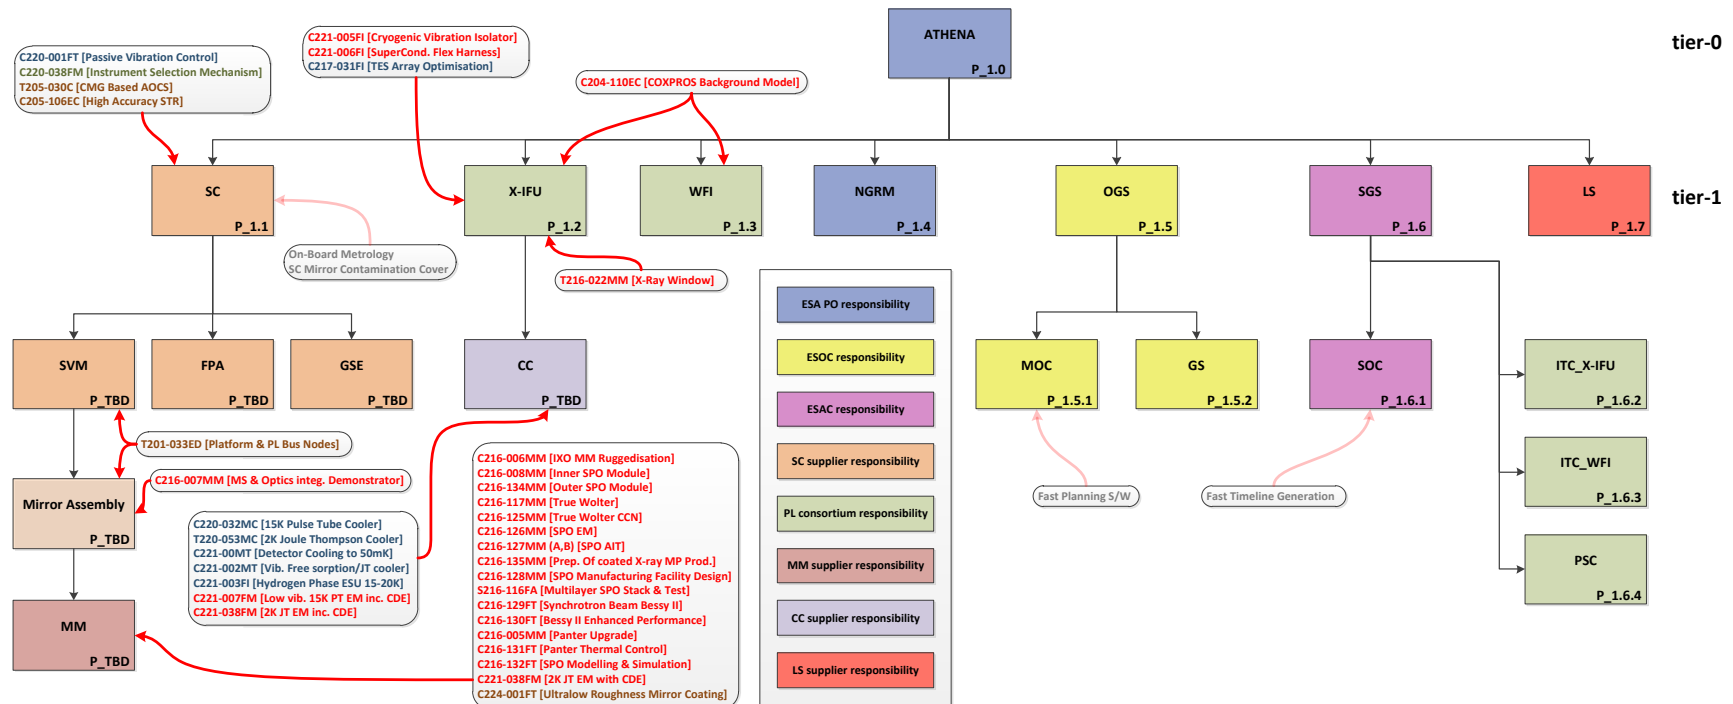 ATHENA
P_1.0
tier-0
C220-001FT [Passive Vibration Control]
C220-038FM [Instrument Selection Mechanism]
T205-030C [CMG Based AOCS]
C205-106EC [High Accuracy STR]
C221-005FI [Cryogenic Vibration Isolator]
C221-006FI [SuperCond. Flex Harness]
C217-031FI [TES Array Optimisation]
C204-110EC [COXPROS Background Model]
SC
P_1.1
X-IFU
P_1.2
WFI
P_1.3
NGRM
P_1.4
OGS
P_1.5
SGS
P_1.6
LS
P_1.7
tier-1
On-Board Metrology
SC Mirror Contamination Cover
T216-022MM [X-Ray Window]
SVM
P_TBD
FPA
P_TBD
GSE
P_TBD
CC
P_TBD
MOC
P_1.5.1
GS
P_1.5.2
SOC
P_1.6.1
ITC_X-IFU
P_1.6.2
ITC_WFI
P_1.6.3
PSC
P_1.6.4
T201-033ED [Platform & PL Bus Nodes]
C216-007MM [MS & Optics integ. Demonstrator]
Mirror Assembly
P_TBD
MM
P_TBD
C220-032MC [15K Pulse Tube Cooler]
T220-053MC [2K Joule Thompson Cooler]
C221-00MT [Detector Cooling to 50mK]
C221-002MT [Vib. Free sorption/JT cooler]
C221-003FI [Hydrogen Phase ESU 15-20K]
C221-007FM [Low vib. 15K PT EM inc. CDE]
C221-038FM [2K JT EM inc. CDE]
C216-006MM [IXO MM Ruggedisation]
C216-008MM [Inner SPO Module]
C216-134MM [Outer SPO Module]
C216-117MM [True Wolter]
C216-125MM [True Wolter CCN]
C216-126MM [SPO EM]
C216-127MM (A,B) [SPO AIT]
C216-135MM [Prep. Of coated X-ray MP Prod.]
C216-128MM [SPO Manufacturing Facility Design]
S216-116FA [Multilayer SPO Stack & Test]
C216-129FT [Synchrotron Beam Bessy II]
C216-130FT [Bessy II Enhanced Performance]
C216-005MM [Panter Upgrade]
C216-131FT [Panter Thermal Control]
C216-132FT [SPO Modelling & Simulation]
C221-038FM [2K JT EM with CDE]
C224-001FT [Ultralow Roughness Mirror Coating]
ESA PO responsibility
ESOC responsibility
ESAC responsibility
SC supplier responsibility
PL consortium responsibility
MM supplier responsibility
CC supplier responsibility
LS supplier responsibility
Fast Planning S/W
Fast Timeline Generation